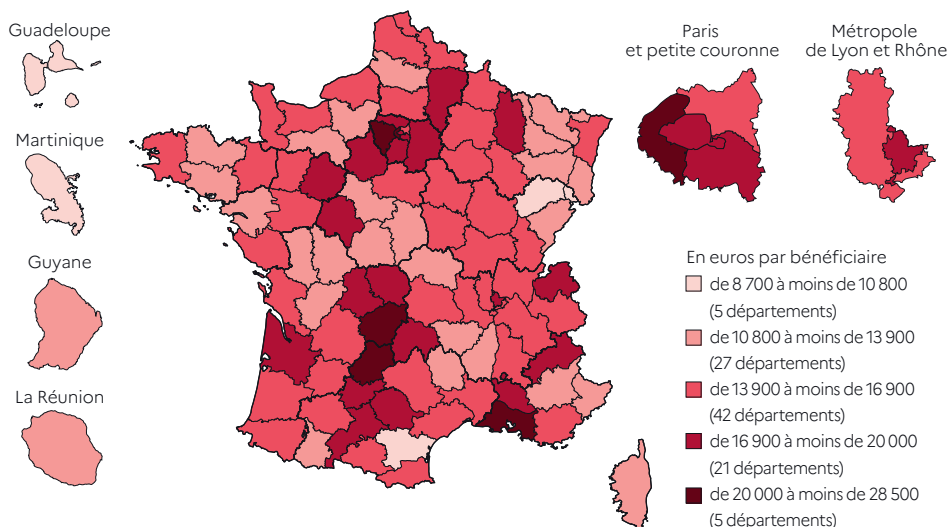 Guadeloupe
Martinique
Guyane
La Réunion
Paris
et petite couronne
Métropole
de Lyon et Rhône
En euros par bénéficiaire
de 8 700 à moins de 10 800
(5 départements)
de 10 800 à moins de 13 900
(27 départements)
de 13 900 à moins de 16 900
(42 départements)
de 16 900 à moins de 20 000
(21 départements)
de 20 000 à moins de 28 500
(5 départements)